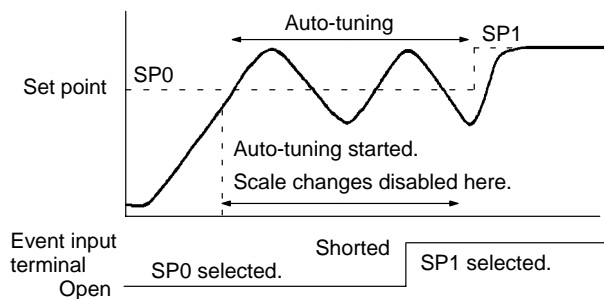 Auto-tuning
SP1
SP0
Set point
Auto-tuning started.
Scale changes disabled here.
Event input
terminal
Shorted
SP0 selected.
SP1 selected.
Open